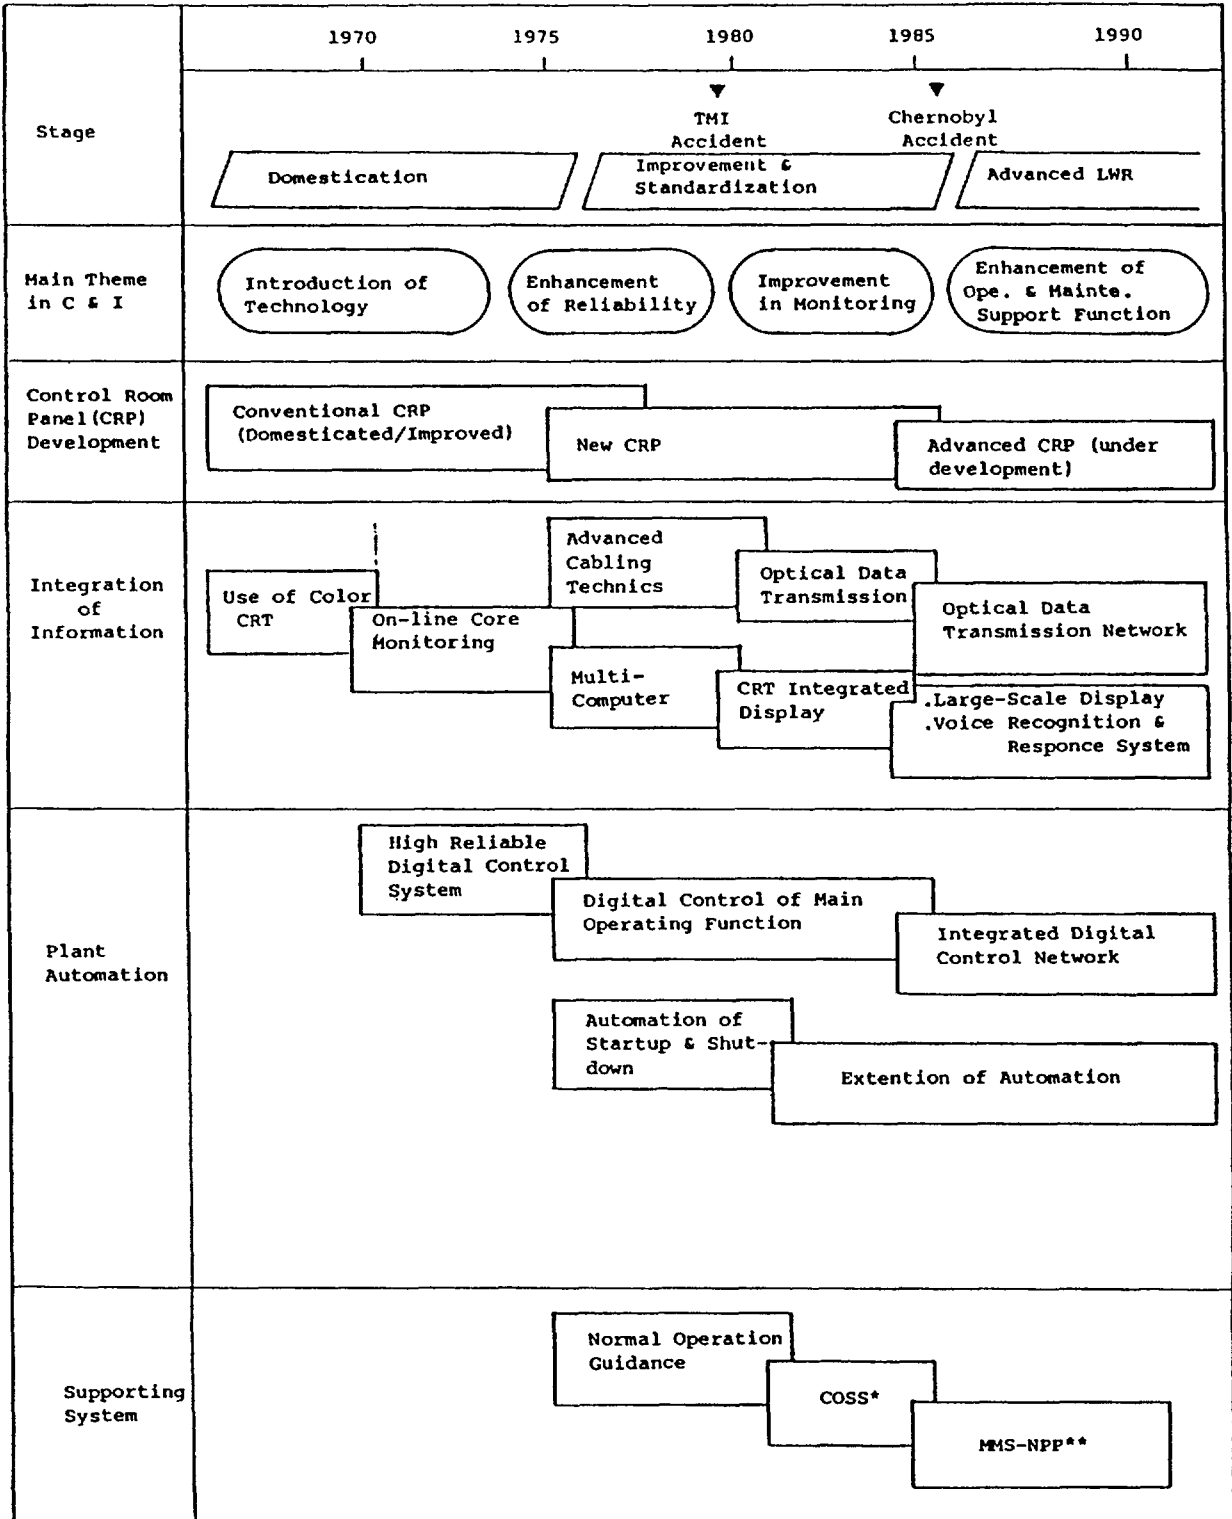 1970 1975 1980 1985 1990
Stage
TMI
Accident
Chernobyl
Accident
Domestication
Improvement &
Standardization
Advanced LWR
Main Theme
in C & I
Introduction of
Technology
Enhancement
of Reliability
Improvement
in Monitoring
Enhancement of
Ope. & Mainte.
Support Function
Control Room
Panel(CRP)
Development
Conventional CRP
(Domesticated/Improved)
New CRP
Advanced CRP (under
development)
Integration
of
Information
Use of Color
CRT
On-line Core
Monitoring
Advanced
Cabling
Technics
Optical Data
Transmission
Optical Data
Transmission Network
Multi-
Computer
CRT Integrated
Display
.Large-Scale Display
.Voice Recognition &
Responce System
Plant
Automation
High Reliable
Digital Control
System
Digital Control of Main
Operating Function
Integrated Digital
Control Network
Automation of
Startup & Shut-
down
Extention of Automation
Supporting
System
Normal Operation
Guidance
COSS*
MMS-NPP**